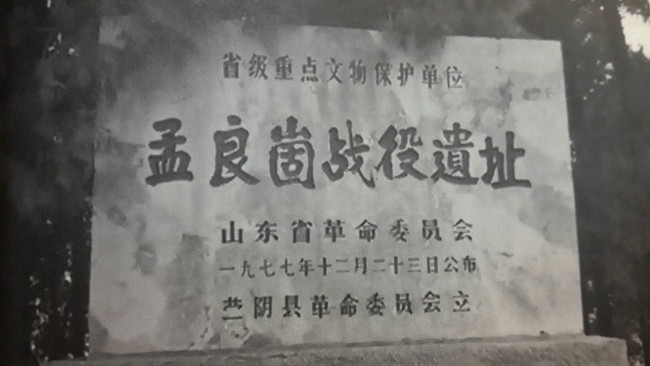 省级重点文物保护单位
孟良崮战役遺址
山东省革命委员会
一九七七年十二月二十三日公布
阴县革命委员会立